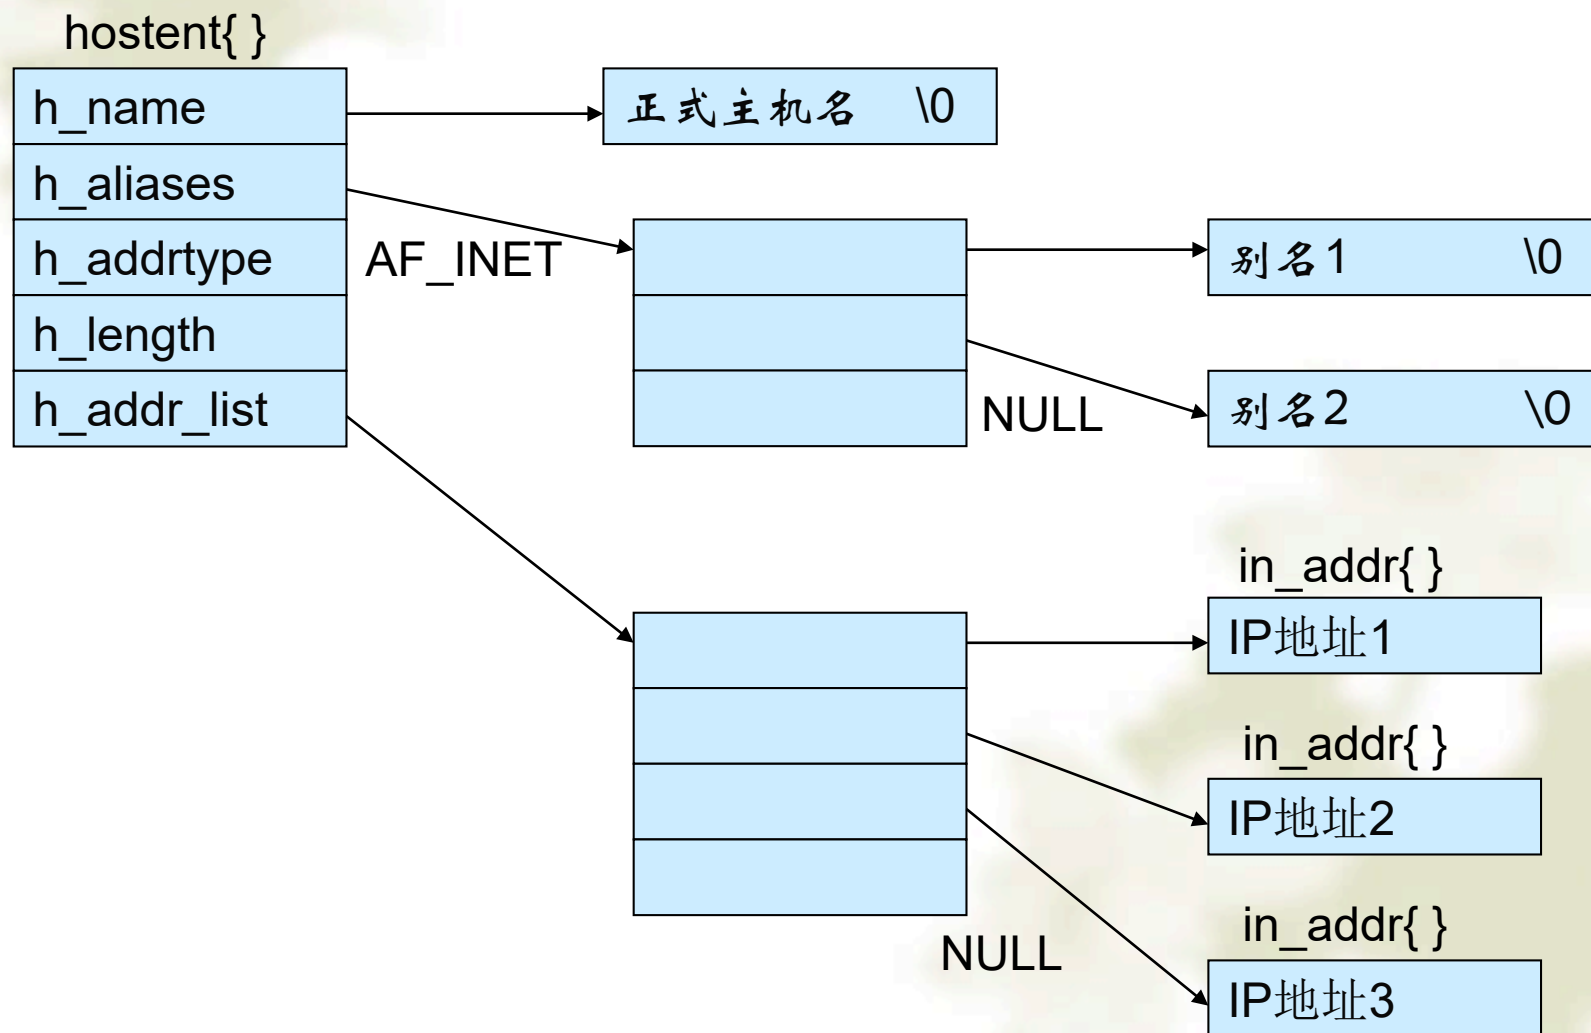 hostent{ }
h_name
正式主机名 \0
h_aliases
h_addrtype
AF_INET
别名1 \0
h_length
h_addr_list
NULL
别名2 \0
in_addr{ }
IP地址1
in_addr{ }
IP地址2
in_addr{ }
NULL
IP地址3